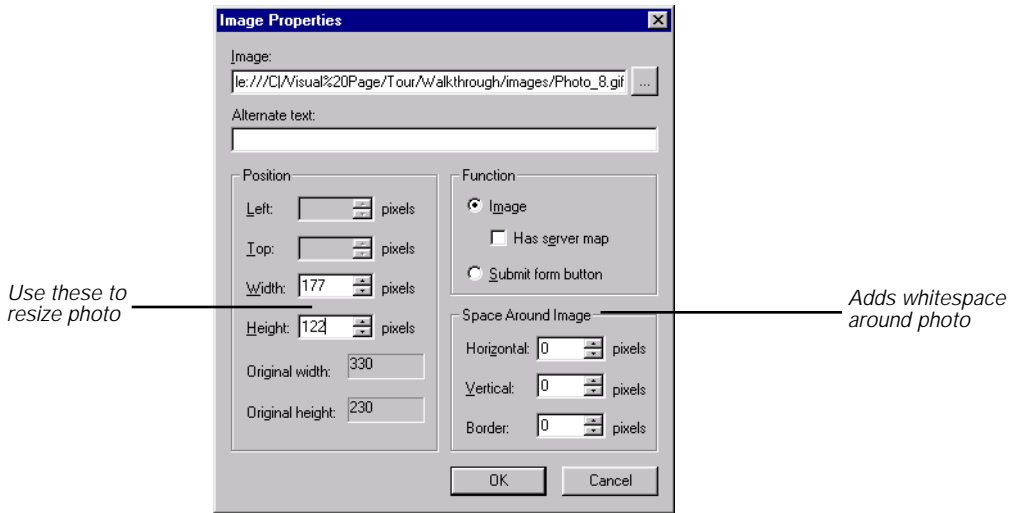 Image Properties
Image:
le:///C|/Visual%20Page/Tour/Walkthrough/images/Photo_8.gif
...
Alternate text:
Position
Left: pixels
Top: pixels
Width: 177 pixels
Height: 122 pixels
Original width: 330
Original height: 230
Function
Image
Has server map
Submit form button
Space Around Image
Horizontal: 0 pixels
Vertical: 0 pixels
Border: 0 pixels
OK
Cancel
Use these to
resize photo
Adds whitespace
around photo